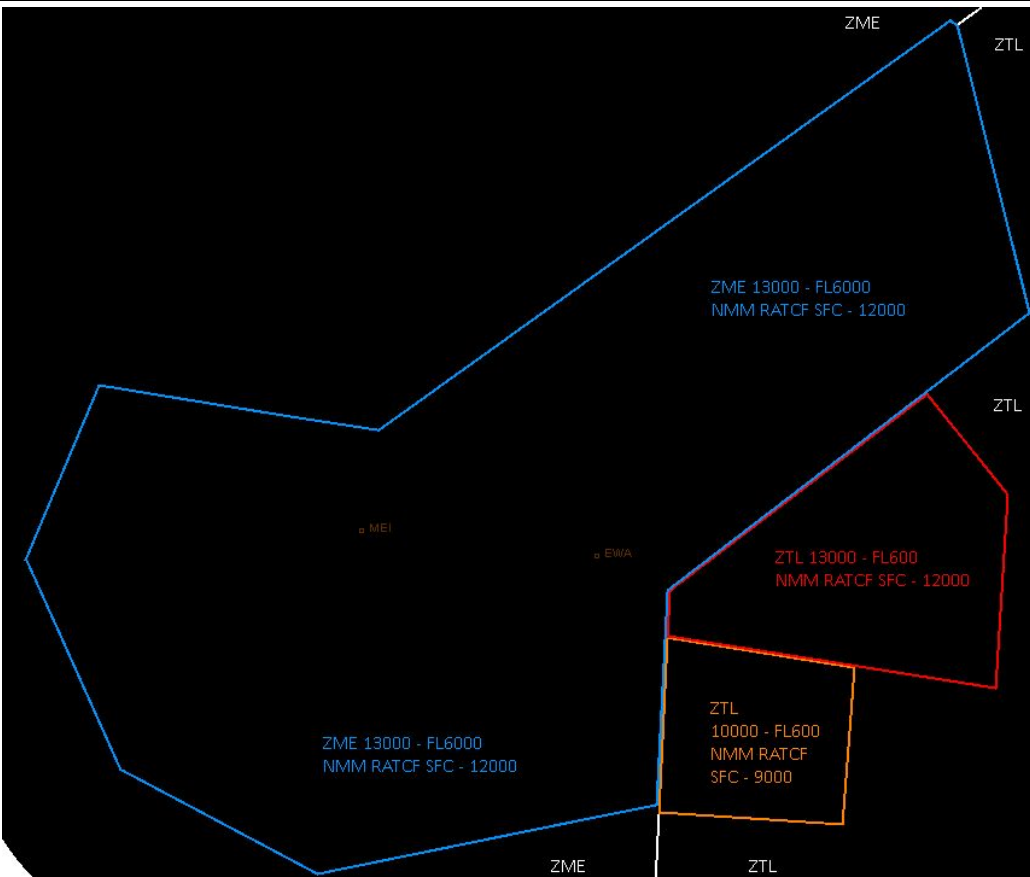 ZME
ZTL
ZME 13000 - FL6000
NMM RATCF SFC - 12000
ZTL
MEI
EWA
ZTL 13000 - FL600
NMM RATCF SFC - 12000
ZTL
10000 - FL600
NMM RATCF
SFC - 9000
ZME 13000 - FL6000
NMM RATCF SFC - 12000
ZME
ZTL